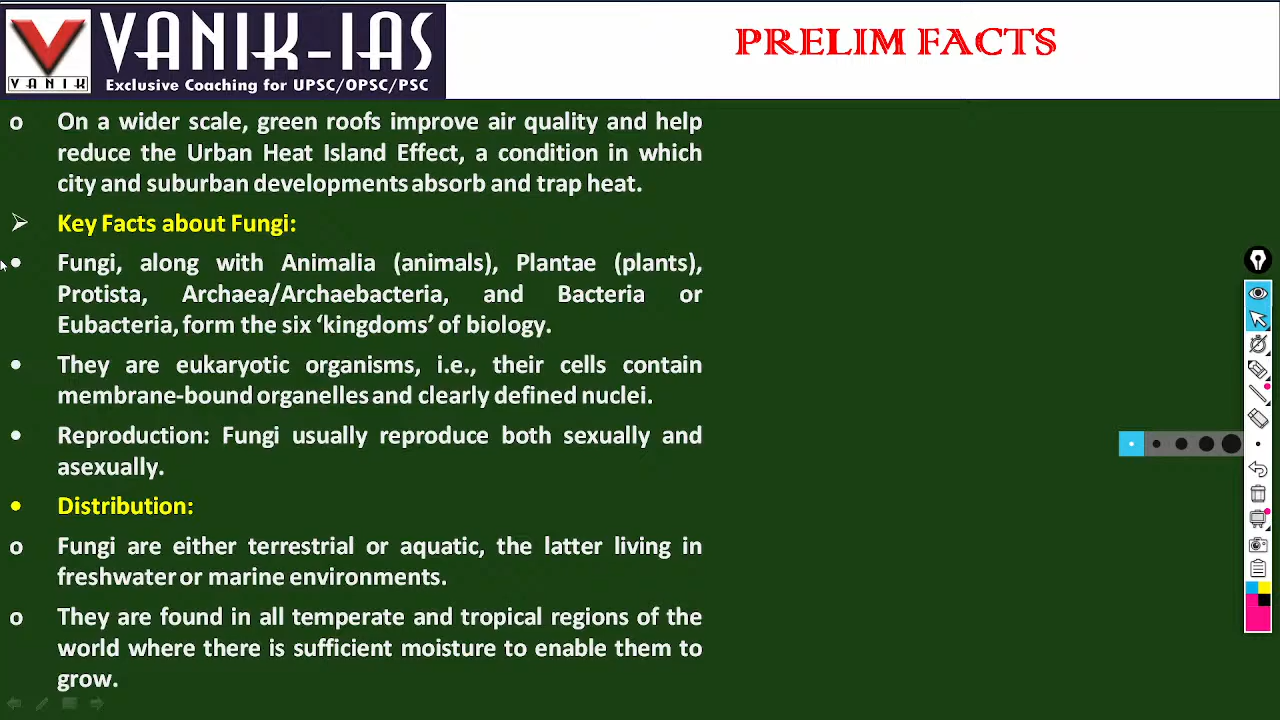 VANIK
VANIK-IAS
Exclusive Coaching for UPSC/OPSC/PSC
PRELIM FACTS
o On a wider scale, green roofs improve air quality and help
reduce the Urban Heat Island Effect, a condition in which
city and suburban developments absorb and trap heat.
➢ Key Facts about Fungi:
• Fungi, along with Animalia (animals), Plantae (plants),
Protista, Archaea/Archaebacteria, and Bacteria or
Eubacteria, form the six ‘kingdoms’ of biology.
• They are eukaryotic organisms, i.e., their cells contain
membrane-bound organelles and clearly defined nuclei.
• Reproduction: Fungi usually reproduce both sexually and
asexually.
• Distribution:
o Fungi are either terrestrial or aquatic, the latter living in
freshwater or marine environments.
o They are found in all temperate and tropical regions of the
world where there is sufficient moisture to enable them to
grow.